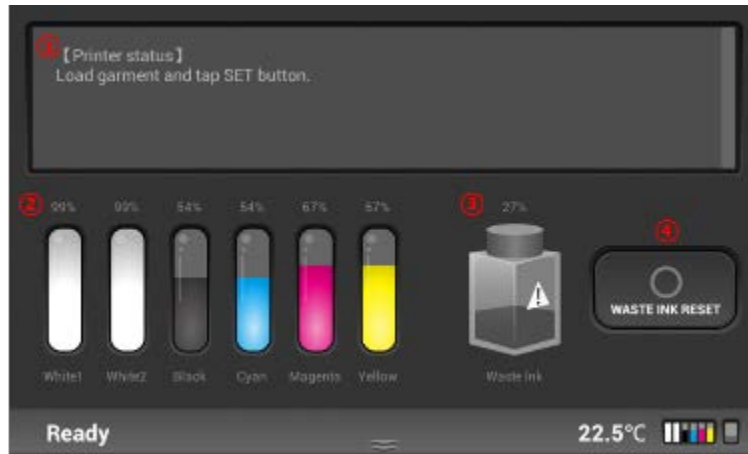 ① 【Printer status】
Load garment and tap SET button.
② 99% 99% 54% 54% 67% 67% ③ 27% ④
WASTE INK RESET
White1 White2 Black Cyan Magenta Yellow Waste Ink
Ready 22.5°C